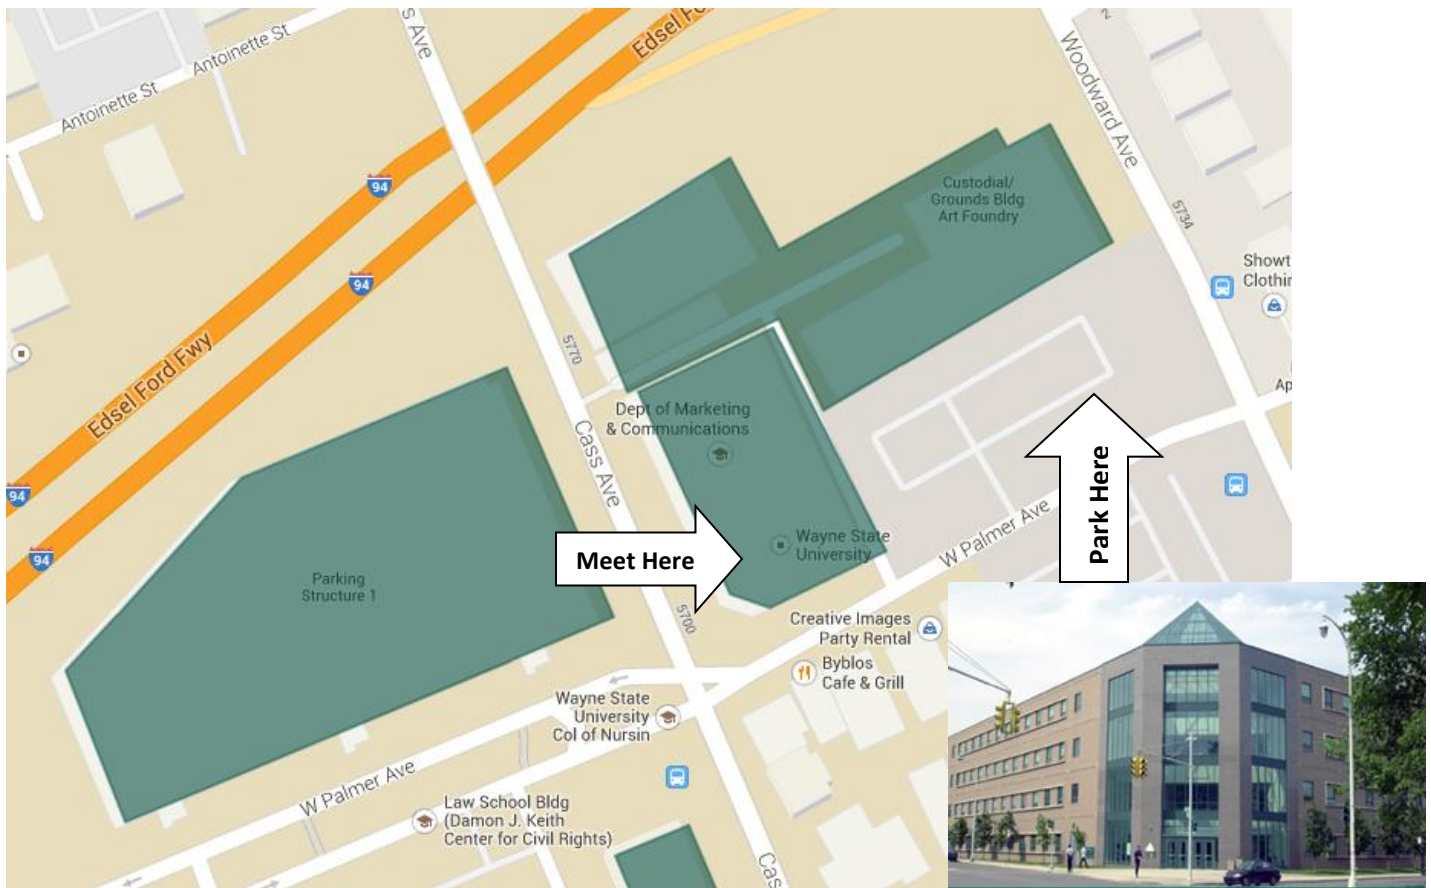 ss Ave
Edsel Fo
Antoinette St
Antoinette St
2
Woodward Ave
94
Custodial/
Grounds Bldg
Art Foundry
5734
94
Showt
Clothin
Edsel Ford Fwy
5770
Ap
Dept of Marketing
& Communications
Cass Ave
Park Here
94
W Palmer Ave
Wayne State
University
Meet Here
94
Parking
Structure 1
5700
Creative Images
Party Rental
Byblos
Cafe & Grill
Wayne State
University
Col of Nursin
W Palmer Ave
Law School Bldg
(Damon J. Keith
Center for Civil Rights)
Cas